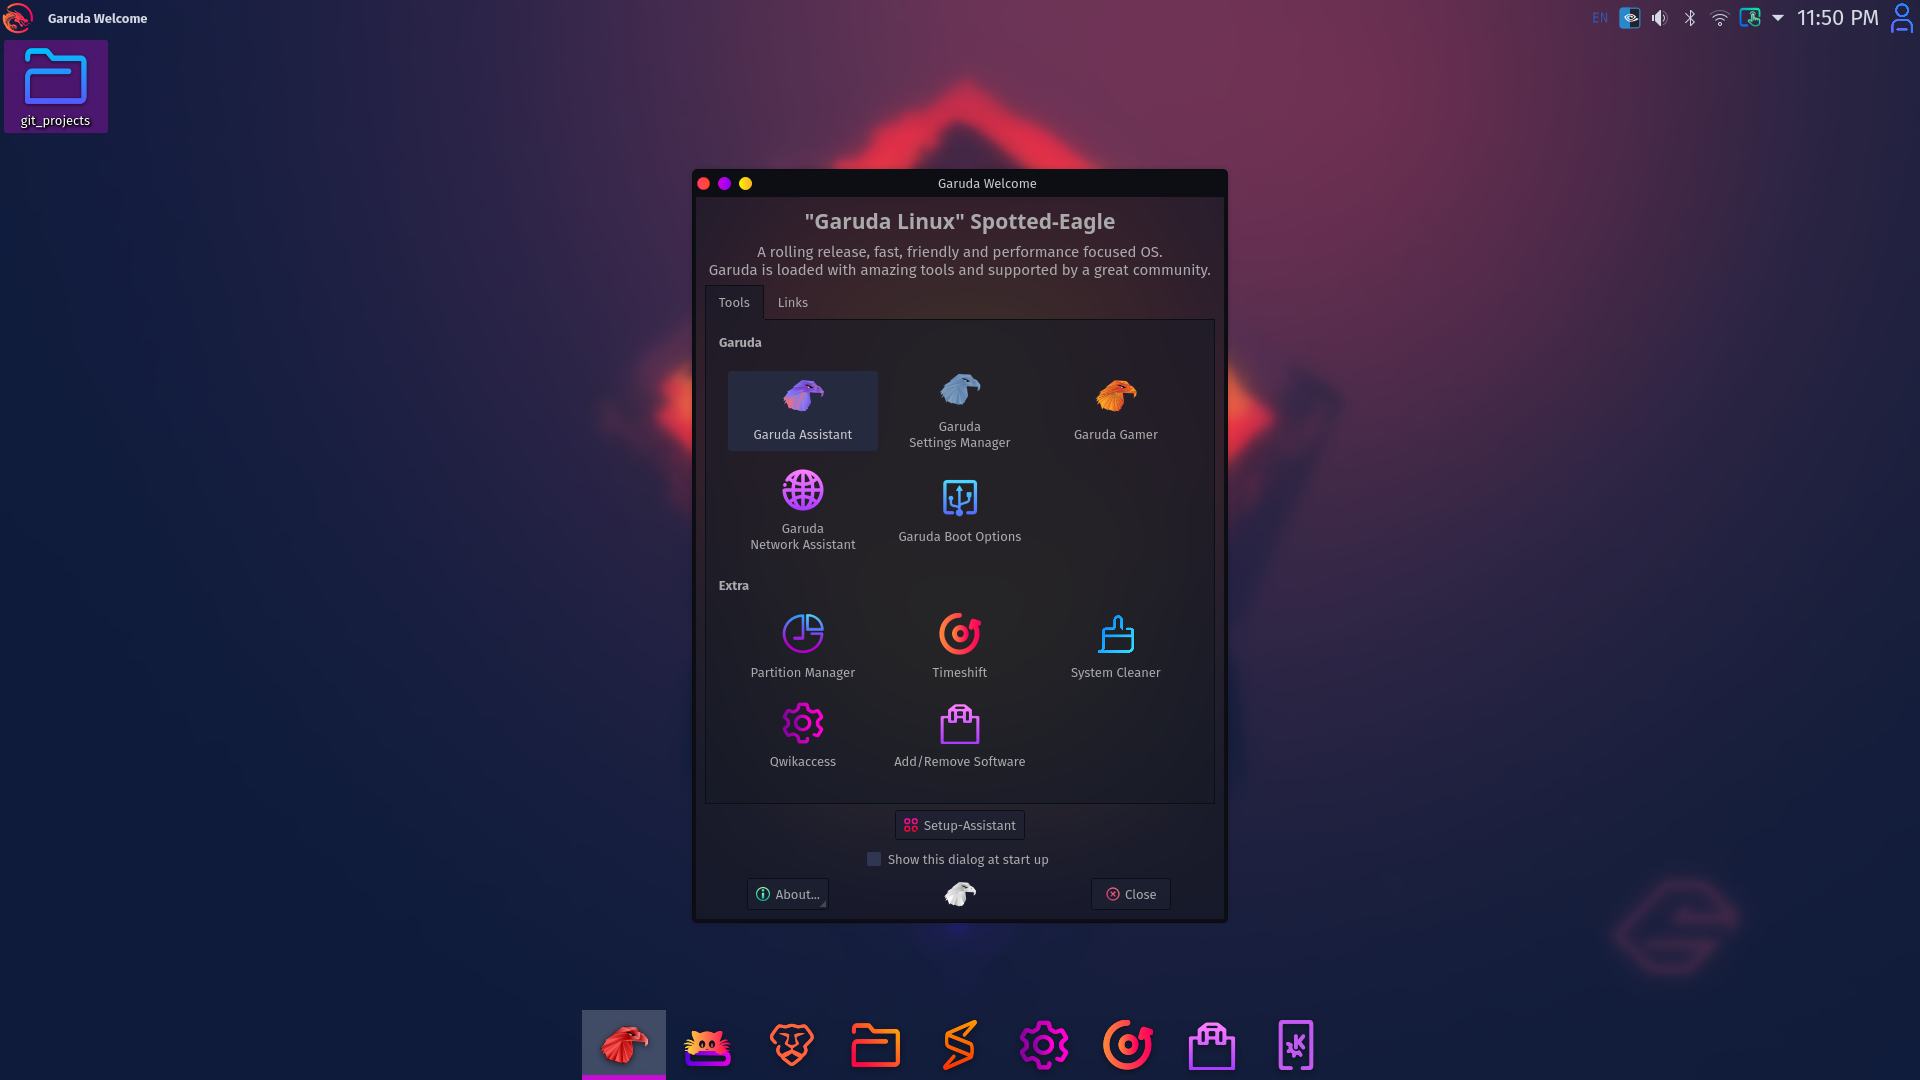 Garuda Welcome
EN
11:50 PM
git_projects
Garuda Welcome
"Garuda Linux" Spotted-Eagle
A rolling release, fast, friendly and performance focused OS.
Garuda is loaded with amazing tools and supported by a great community.
Tools
Links
Garuda
Garuda Assistant
Garuda
Settings Manager
Garuda Gamer
Garuda
Network Assistant
Garuda Boot Options
Extra
Partition Manager
Timeshift
System Cleaner
Qwikaccess
Add/Remove Software
Setup-Assistant
Show this dialog at start up
About...
Close